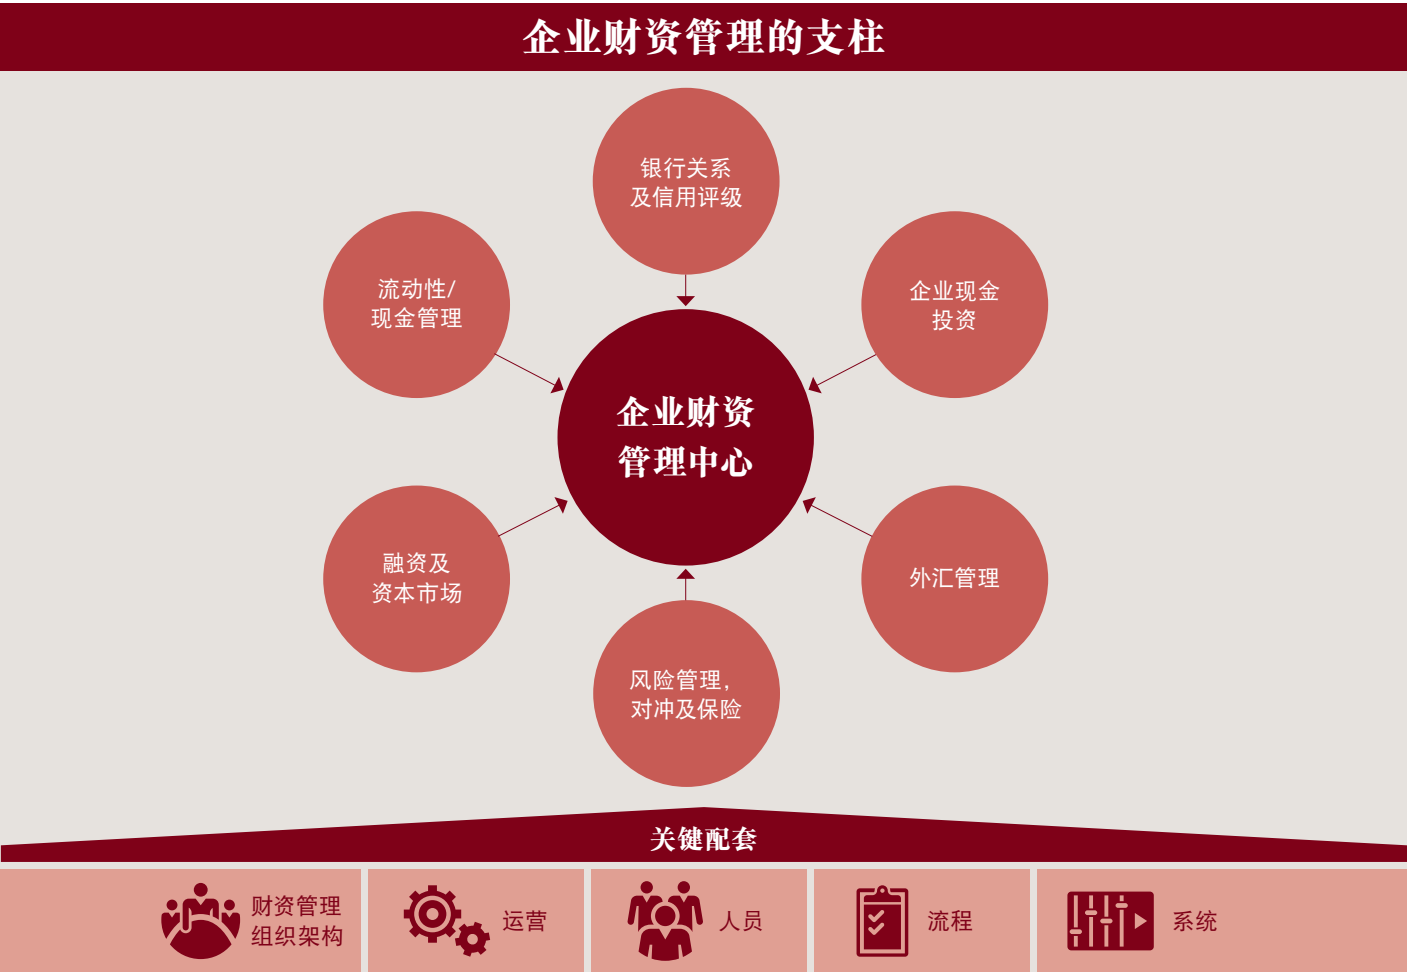 企业财资管理的支柱
银行关系
及信用评级
流动性/
现金管理
企业现金
投资
企业财资
管理中心
融资及
资本市场
外汇管理
风险管理，
对冲及保险
关键配套
财资管理
组织架构
运营
人员
流程
系统